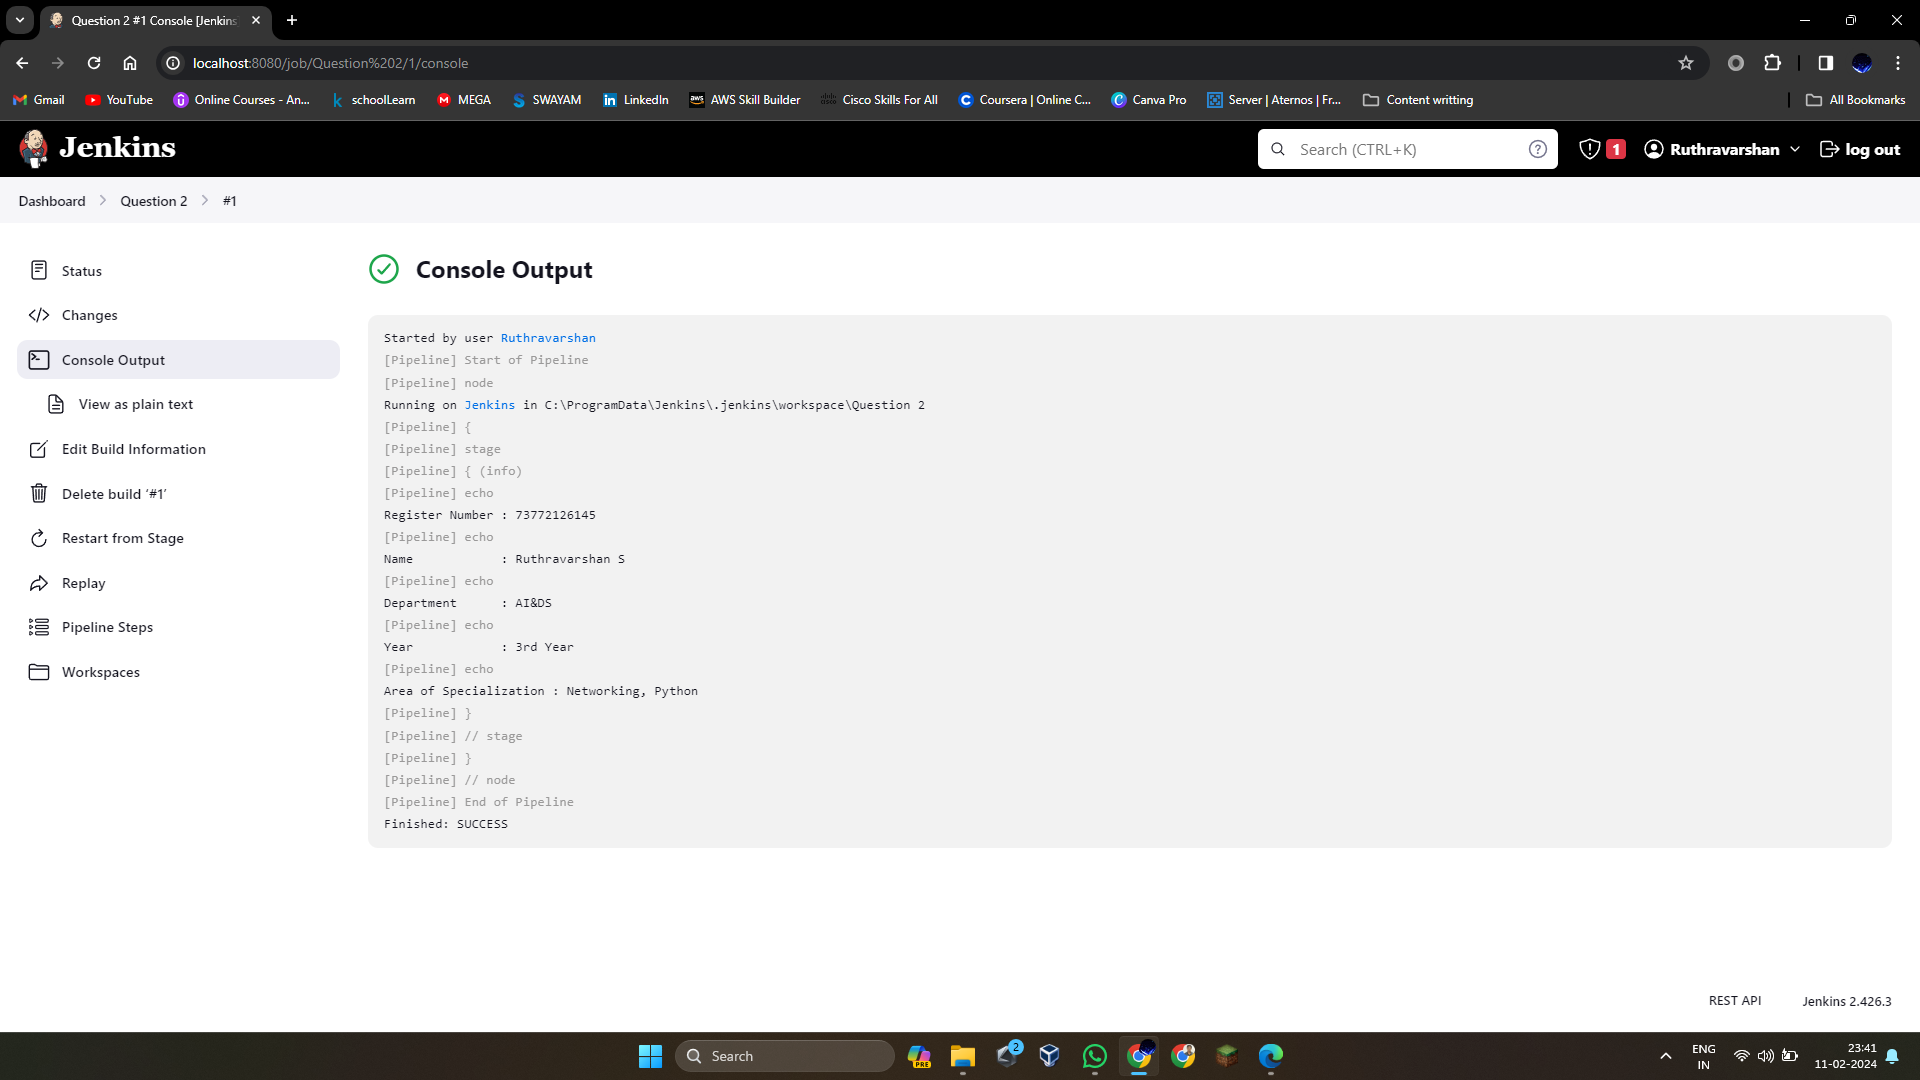 Question 2 #1 Console [Jenkins
localhost:8080/job/Question%202/1/console
Gmail YouTube Online Courses - An... schoolLearn MEGA SWAYAM LinkedIn AWS Skill Builder Cisco Skills For All Coursera | Online C... Canva Pro Server | Aternos | Fr... Content writting All Bookmarks
Jenkins Search (CTRL+K) 1 Ruthravarshan log out
Dashboard Question 2 #1
Status
Changes
Console Output
View as plain text
Edit Build Information
Delete build ‘#1’
Restart from Stage
Replay
Pipeline Steps
Workspaces
Console Output
Started by user Ruthravarshan
[Pipeline] Start of Pipeline
[Pipeline] node
Running on Jenkins in C:\ProgramData\Jenkins\.jenkins\workspace\Question 2
[Pipeline] {
[Pipeline] stage
[Pipeline] { (info)
[Pipeline] echo
Register Number : 73772126145
[Pipeline] echo
Name : Ruthravarshan S
[Pipeline] echo
Department : AI&DS
[Pipeline] echo
Year : 3rd Year
[Pipeline] echo
Area of Specialization : Networking, Python
[Pipeline] }
[Pipeline] // stage
[Pipeline] }
[Pipeline] // node
[Pipeline] End of Pipeline
Finished: SUCCESS
REST API Jenkins 2.426.3
Search PRE 2
ENG
IN
23:41
11-02-2024